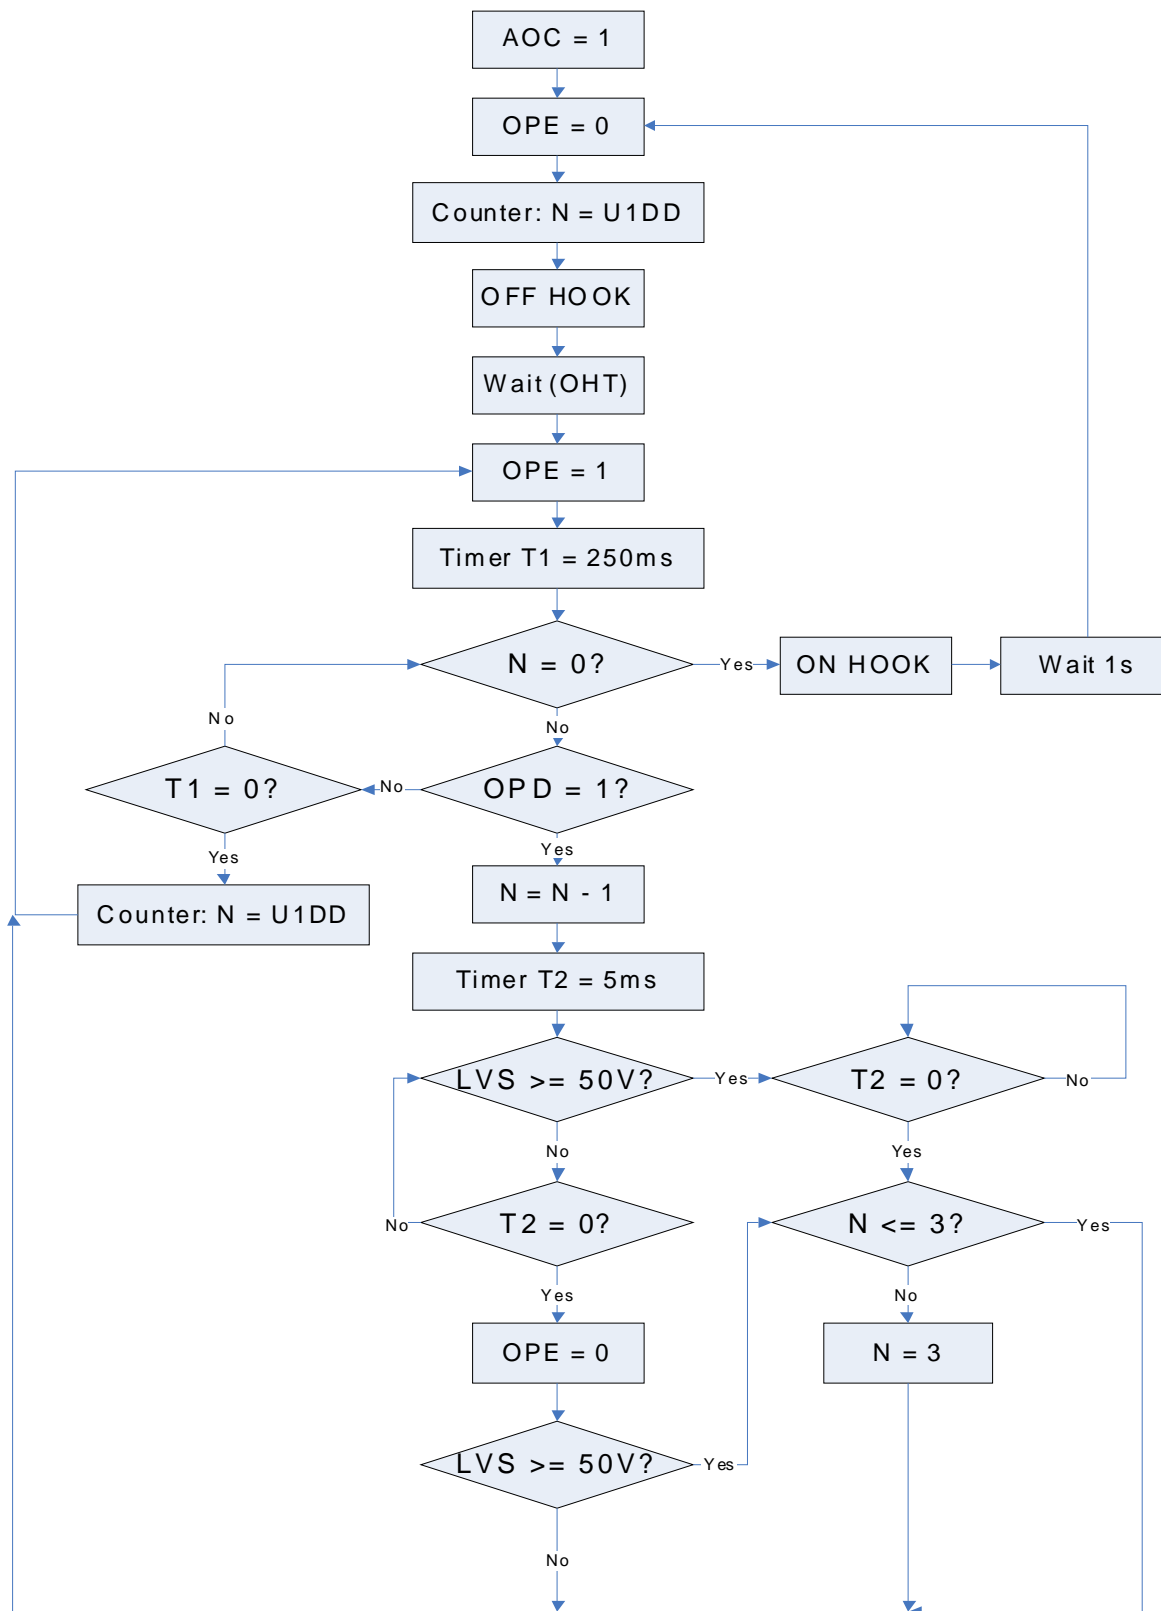 AOC = 1
OPE = 0
Counter: N = U1DD
OFF HOOK
Wait (OHT)
OPE = 1
Timer T1 = 250ms
N = 0?
Yes
ON HOOK
Wait 1s
No
No
T1 = 0?
No
OPD = 1?
Yes
Yes
Counter: N = U1DD
N = N - 1
Timer T2 = 5ms
LVS >= 50V?
Yes
T2 = 0?
No
No
Yes
No
T2 = 0?
N <= 3?
Yes
Yes
No
OPE = 0
N = 3
LVS >= 50V?
Yes
No